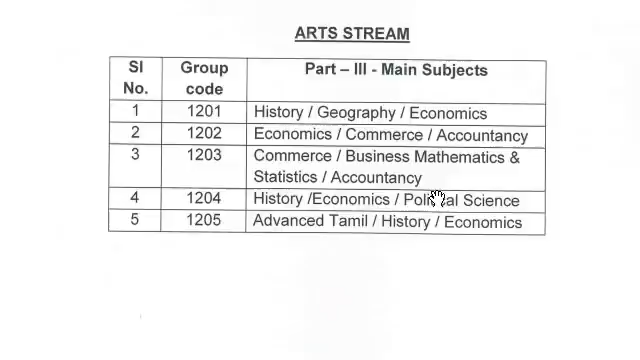 ARTS STREAM
Sl No. Group code Part – III - Main Subjects
1 1201 History / Geography / Economics
2 1202 Economics / Commerce / Accountancy
3 1203 Commerce / Business Mathematics &
Statistics / Accountancy
4 1204 History /Economics / Political Science
5 1205 Advanced Tamil / History / Economics